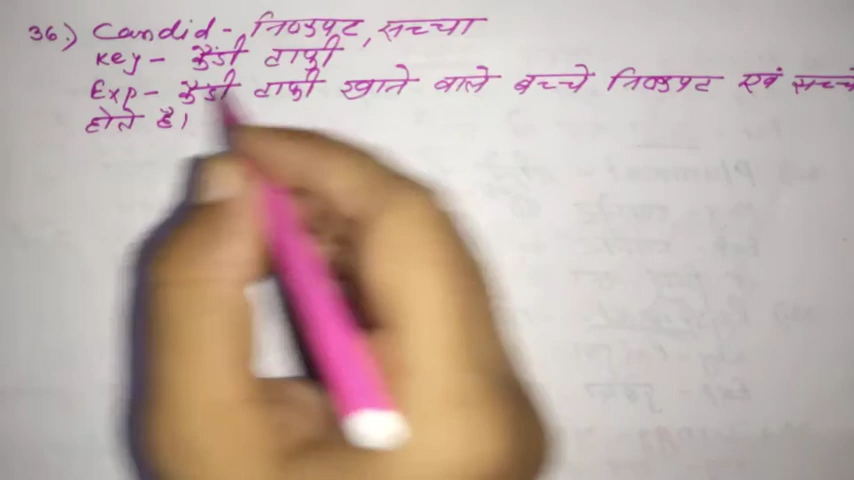 36.) Candid - निष्कपट, सच्चा
Key - कैंडी टाफी
Exp - कैंडी टाफी खाने वाले बच्चे निष्कपट एवं सच्चे
होते है।